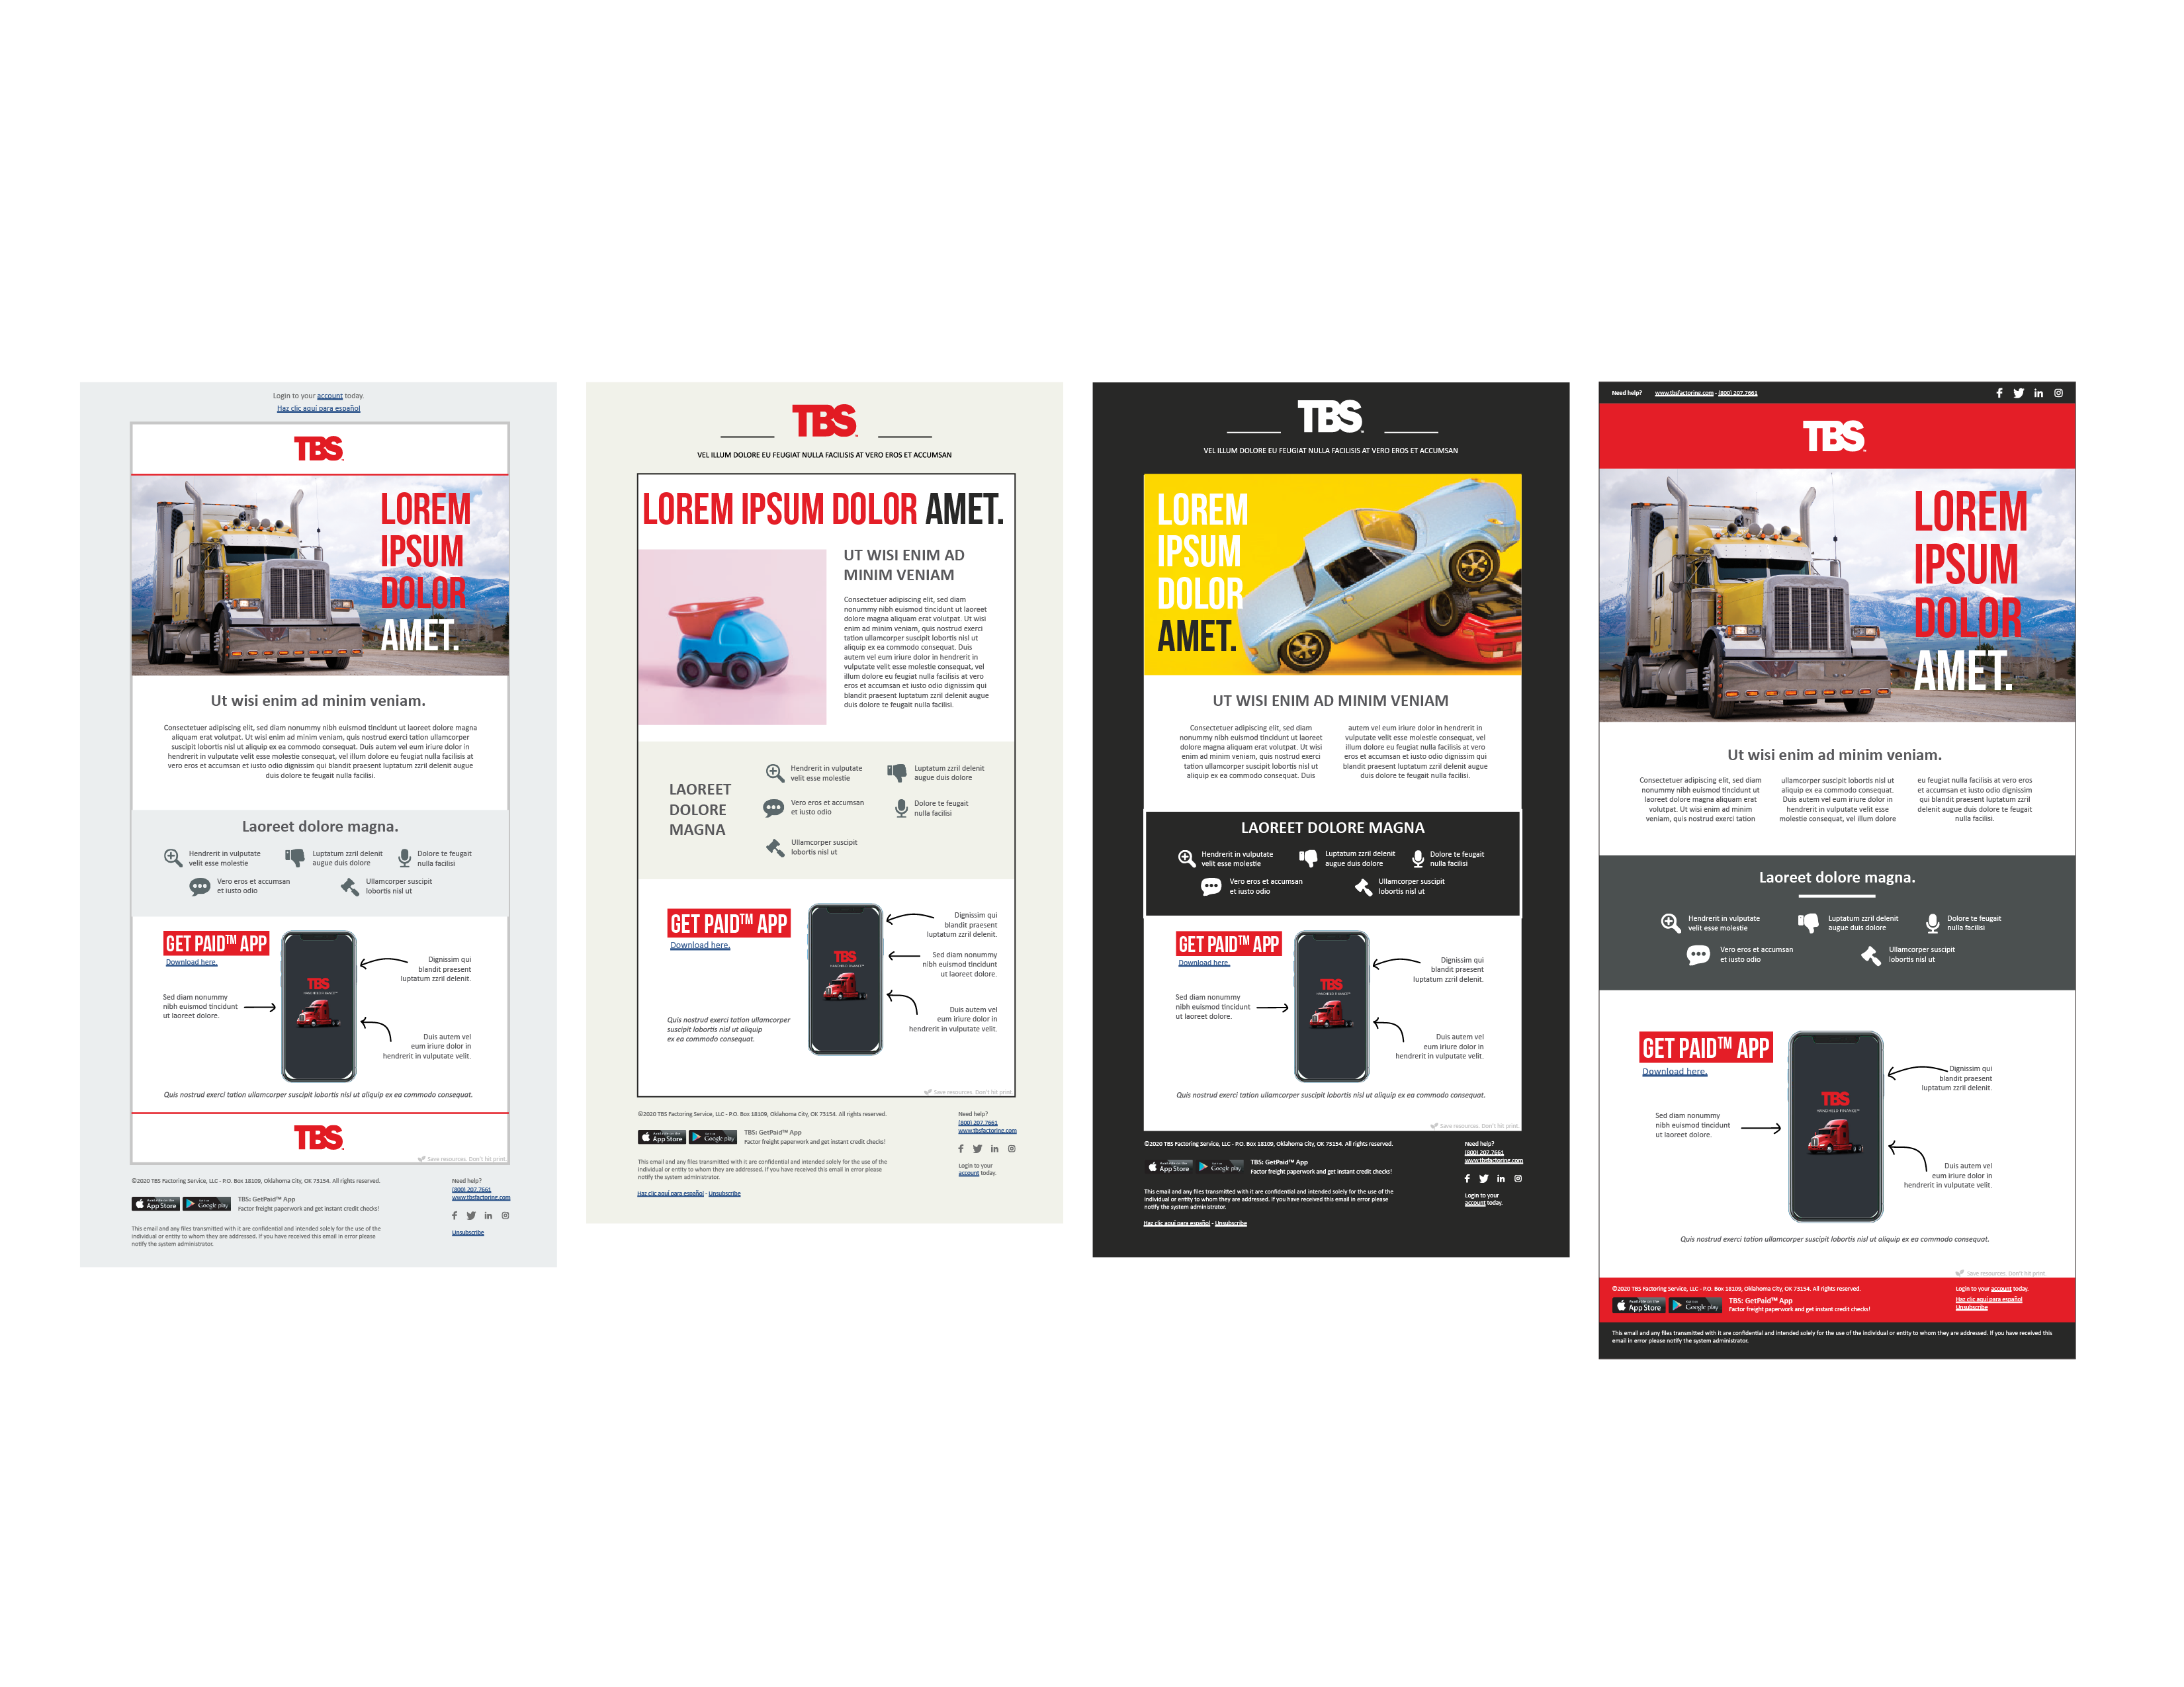 Login to your account today.
Haz clic aquí para español
TBS
LOREM
IPSUM
DOLOR
AMET.
Ut wisi enim ad minim veniam.
Consectetuer adipiscing elit, sed diam nonummy nibh euismod tincidunt ut laoreet dolore magna
aliquam erat volutpat. Ut wisi enim ad minim veniam, quis nostrud exerci tation ullamcorper
suscipit lobortis nisl ut aliquip ex ea commodo consequat. Duis autem vel eum iriure dolor in
hendrerit in vulputate velit esse molestie consequat, vel illum dolore eu feugiat nulla facilisis at
vero eros et accumsan et iusto odio dignissim qui blandit praesent luptatum zzril delenit augue
duis dolore te feugait nulla facilisi.
Laoreet dolore magna.
Hendrerit in vulputate
velit esse molestie
Luptatum zzril delenit
augue duis dolore
Dolore te feugait
nulla facilisi
Vero eros et accumsan
et iusto odio
Ullamcorper suscipit
lobortis nisl ut
GET PAID™ APP
Download here.
Sed diam nonummy
nibh euismod tincidunt
ut laoreet dolore.
TBS
Dignissim qui
blandit praesent
luptatum zzril delenit.
Duis autem vel
eum iriure dolor in
hendrerit in vulputate velit.
Quis nostrud exerci tation ullamcorper suscipit lobortis nisl ut aliquip ex ea commodo consequat.
TBS
Save resources. Don't hit print.
©2020 TBS Factoring Service, LLC - P.O. Box 18109, Oklahoma City, OK 73154. All rights reserved.
App Store
Google play
TBS: GetPaid™ App
Factor freight paperwork and get instant credit checks!
This email and any files transmitted with it are confidential and intended solely for the use of the
individual or entity to whom they are addressed. If you have received this email in error please
notify the system administrator.
Need help?
(800) 207.7661
www.tbsfactoring.com
Unsubscribe
TBS
VEL ILLUM DOLORE EU FEUGIAT NULLA FACILISIS AT VERO EROS ET ACCUMSAN
LOREM IPSUM DOLOR AMET.
UT WISI ENIM AD
MINIM VENIAM
Consectetuer adipiscing elit, sed diam
nonummy nibh euismod tincidunt ut laoreet
dolore magna aliquam erat volutpat. Ut wisi
enim ad minim veniam, quis nostrud exerci
tation ullamcorper suscipit lobortis nisl ut
aliquip ex ea commodo consequat. Duis
autem vel eum iriure dolor in hendrerit in
vulputate velit esse molestie consequat, vel
illum dolore eu feugiat nulla facilisis at vero
eros et accumsan et iusto odio dignissim qui
blandit praesent luptatum zzril delenit augue
duis dolore te feugait nulla facilisi.
LAOREET
DOLORE
MAGNA
Hendrerit in vulputate
velit esse molestie
Luptatum zzril delenit
augue duis dolore
Vero eros et accumsan
et iusto odio
Dolore te feugait
nulla facilisi
Ullamcorper suscipit
lobortis nisl ut
GET PAID™ APP
Download here.
Quis nostrud exerci tation ullamcorper
suscipit lobortis nisl ut aliquip
ex ea commodo consequat.
TBS
Dignissim qui
blandit praesent
luptatum zzril delenit.
Sed diam nonummy
nibh euismod tincidunt
ut laoreet dolore.
Duis autem vel
eum iriure dolor in
hendrerit in vulputate velit.
Save resources. Don't hit print.
©2020 TBS Factoring Service, LLC - P.O. Box 18109, Oklahoma City, OK 73154. All rights reserved.
App Store
Google play
TBS: GetPaid™ App
Factor freight paperwork and get instant credit checks!
This email and any files transmitted with it are confidential and intended solely for the use of the
individual or entity to whom they are addressed. If you have received this email in error please
notify the system administrator.
Haz clic aquí para español - Unsubscribe
Need help?
(800) 207.7661
www.tbsfactoring.com
Login to your
account today.
TBS
VEL ILLUM DOLORE EU FEUGIAT NULLA FACILISIS AT VERO EROS ET ACCUMSAN
LOREM
IPSUM
DOLOR
AMET.
UT WISI ENIM AD MINIM VENIAM
Consectetuer adipiscing elit, sed diam
nonummy nibh euismod tincidunt ut laoreet
dolore magna aliquam erat volutpat. Ut wisi
enim ad minim veniam, quis nostrud exerci
tation ullamcorper suscipit lobortis nisl ut
aliquip ex ea commodo consequat. Duis
autem vel eum iriure dolor in hendrerit in
vulputate velit esse molestie consequat, vel
illum dolore eu feugiat nulla facilisis at vero
eros et accumsan et iusto odio dignissim qui
blandit praesent luptatum zzril delenit augue
duis dolore te feugait nulla facilisi.
LAOREET DOLORE MAGNA
Hendrerit in vulputate
velit esse molestie
Luptatum zzril delenit
augue duis dolore
Dolore te feugait
nulla facilisi
Vero eros et accumsan
et iusto odio
Ullamcorper suscipit
lobortis nisl ut
GET PAID™ APP
Download here.
Sed diam nonummy
nibh euismod tincidunt
ut laoreet dolore.
TBS
Dignissim qui
blandit praesent
luptatum zzril delenit.
Duis autem vel
eum iriure dolor in
hendrerit in vulputate velit.
Quis nostrud exerci tation ullamcorper suscipit lobortis nisl ut aliquip ex ea commodo consequat.
Save resources. Don't hit print.
©2020 TBS Factoring Service, LLC - P.O. Box 18109, Oklahoma City, OK 73154. All rights reserved.
App Store
Google play
TBS: GetPaid™ App
Factor freight paperwork and get instant credit checks!
This email and any files transmitted with it are confidential and intended solely for the use of the
individual or entity to whom they are addressed. If you have received this email in error please
notify the system administrator.
Haz clic aquí para español - Unsubscribe
Need help?
(800) 207.7661
www.tbsfactoring.com
Login to your
account today.
Need help? www.tbsfactoring.com - (800) 207.7661
TBS
LOREM
IPSUM
DOLOR
AMET.
Ut wisi enim ad minim veniam.
Consectetuer adipiscing elit, sed diam
nonummy nibh euismod tincidunt ut
laoreet dolore magna aliquam erat
volutpat. Ut wisi enim ad minim
veniam, quis nostrud exerci tation
ullamcorper suscipit lobortis nisl ut
aliquip ex ea commodo consequat.
Duis autem vel eum iriure dolor in
hendrerit in vulputate velit esse
molestie consequat, vel illum dolore
eu feugiat nulla facilisis at vero eros
et accumsan et iusto odio dignissim
qui blandit praesent luptatum zzril
delenit augue duis dolore te feugait
nulla facilisi.
Laoreet dolore magna.
Hendrerit in vulputate
velit esse molestie
Luptatum zzril delenit
augue duis dolore
Dolore te feugait
nulla facilisi
Vero eros et accumsan
et iusto odio
Ullamcorper suscipit
lobortis nisl ut
GET PAID™ APP
Download here.
Sed diam nonummy
nibh euismod tincidunt
ut laoreet dolore.
TBS
HANDHELD FINANCE™
Dignissim qui
blandit praesent
luptatum zzril delenit.
Duis autem vel
eum iriure dolor in
hendrerit in vulputate velit.
Quis nostrud exerci tation ullamcorper suscipit lobortis nisl ut aliquip ex ea commodo consequat.
Save resources. Don't hit print.
©2020 TBS Factoring Service, LLC - P.O. Box 18109, Oklahoma City, OK 73154. All rights reserved.
App Store
Google play
TBS: GetPaid™ App
Factor freight paperwork and get instant credit checks!
Login to your account today.
Haz clic aquí para español
Unsubscribe
This email and any files transmitted with it are confidential and intended solely for the use of the individual or entity to whom they are addressed. If you have received this
email in error please notify the system administrator.